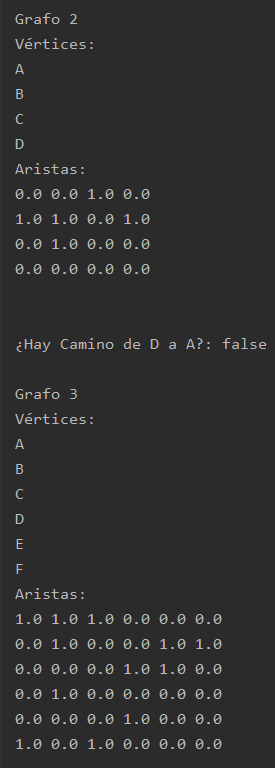 Grafo 2
Vértices:
A
B
C
D
Aristas:
0.0 0.0 1.0 0.0
1.0 1.0 0.0 1.0
0.0 1.0 0.0 0.0
0.0 0.0 0.0 0.0
¿Hay Camino de D a A?: false
Grafo 3
Vértices:
A
B
C
D
E
F
Aristas:
1.0 1.0 1.0 0.0 0.0 0.0
0.0 1.0 0.0 0.0 1.0 1.0
0.0 0.0 0.0 1.0 1.0 0.0
0.0 1.0 0.0 0.0 0.0 0.0
0.0 0.0 0.0 1.0 0.0 0.0
1.0 0.0 1.0 0.0 0.0 0.0